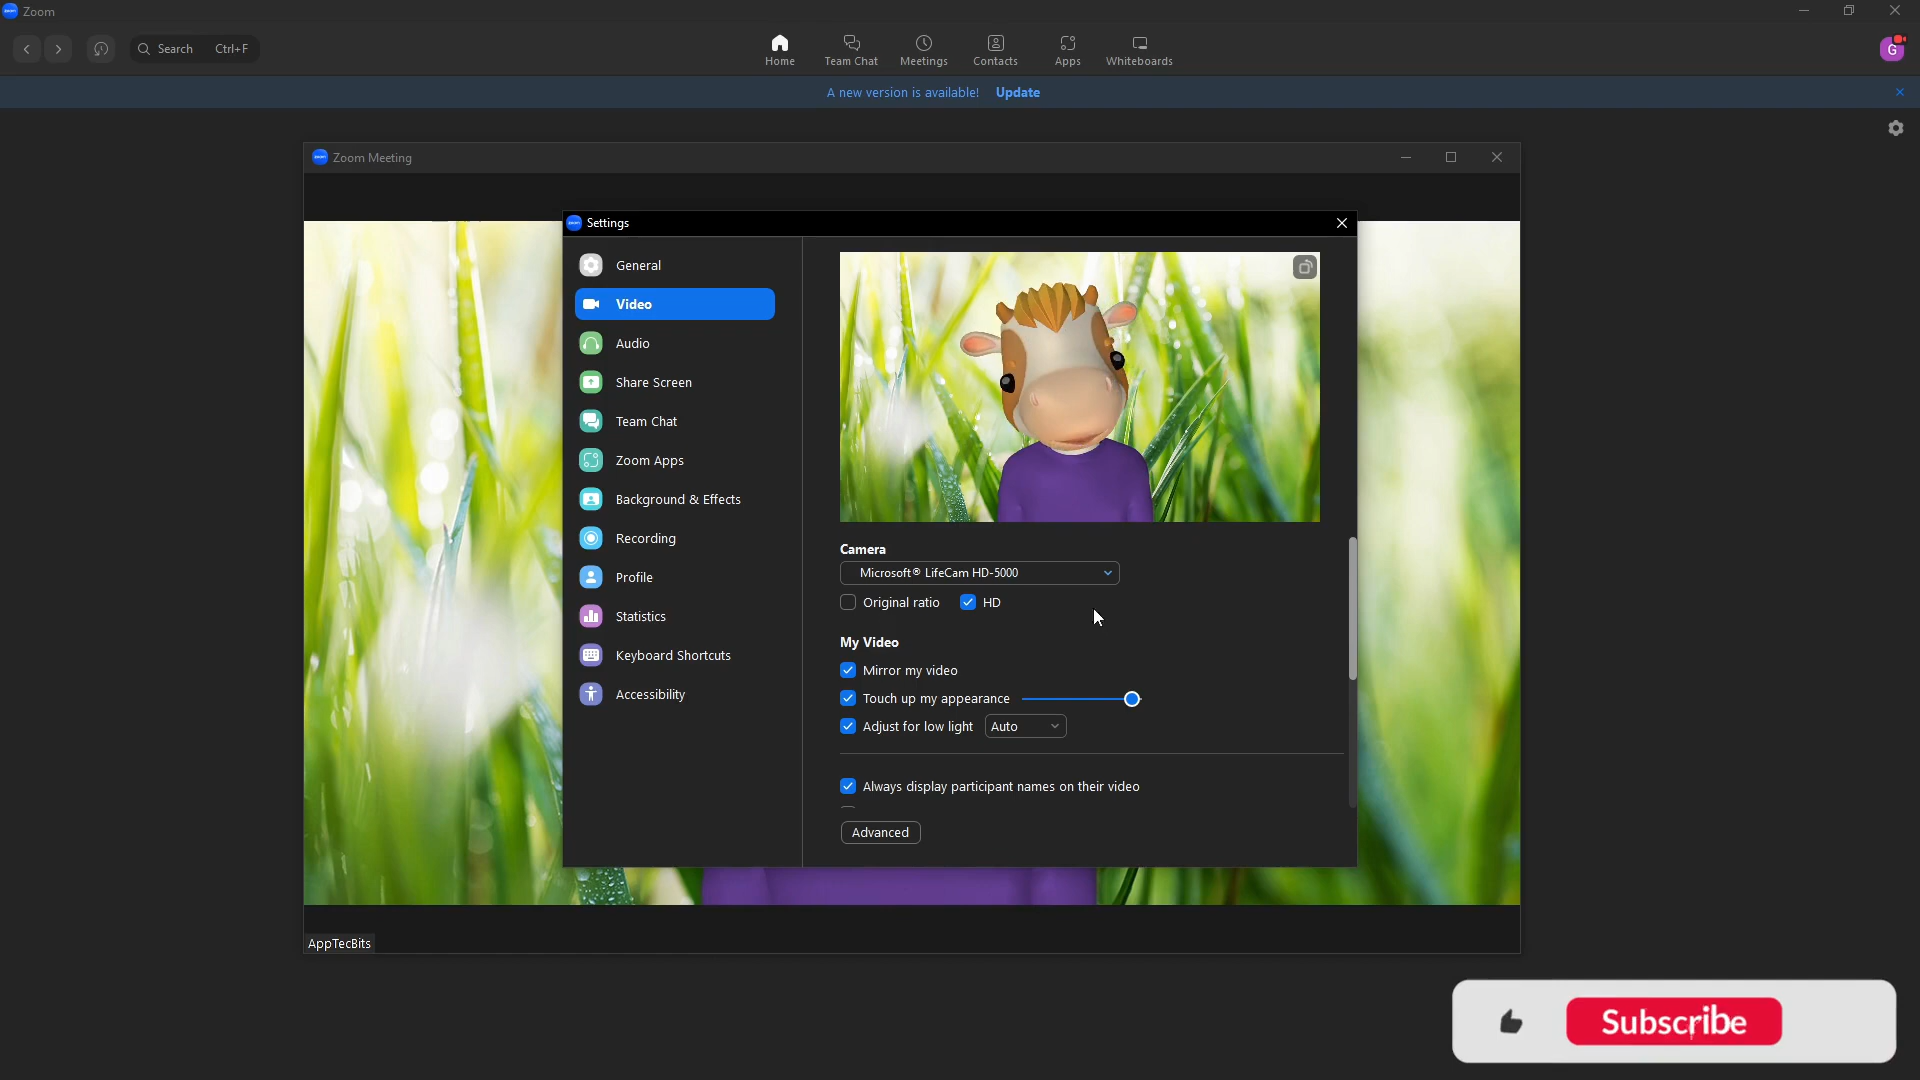 Zoom
Search Ctrl+F
Home
Team Chat
Meetings
Contacts
Apps
Whiteboards
G
A new version is available! Update
Zoom Meeting
Settings
General
Video
Audio
Share Screen
Team Chat
Zoom Apps
Background & Effects
Recording
Profile
Statistics
Keyboard Shortcuts
Accessibility
Camera
Microsoft® LifeCam HD-5000
Original ratio HD
My Video
Mirror my video
Touch up my appearance
Adjust for low light Auto
Always display participant names on their video
Advanced
AppTecBits
Subscribe